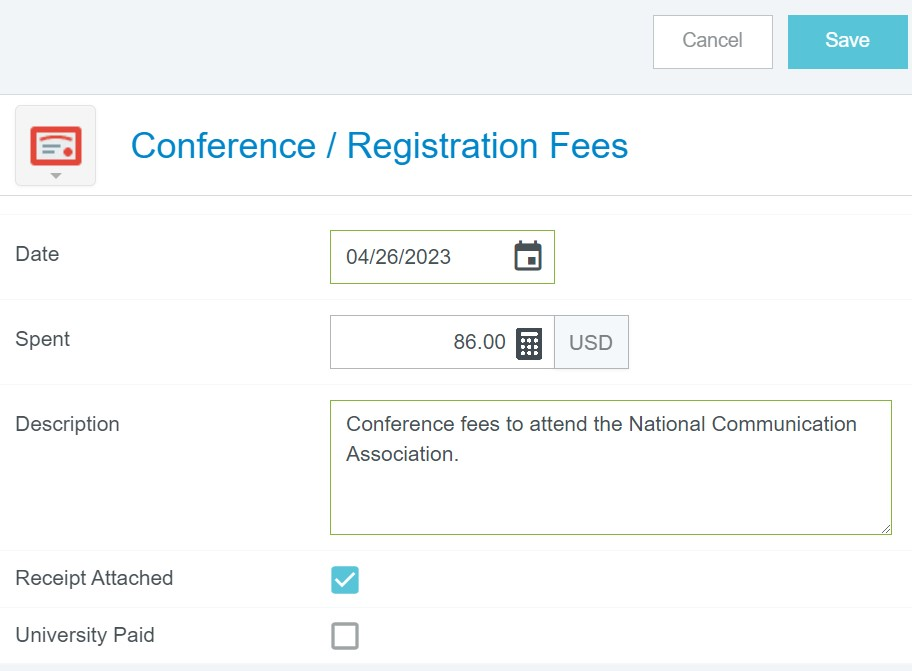 Cancel
Save
Conference / Registration Fees
Date
04/26/2023
Spent
86.00
USD
Description
Conference fees to attend the National Communication
Association.
Receipt Attached
University Paid